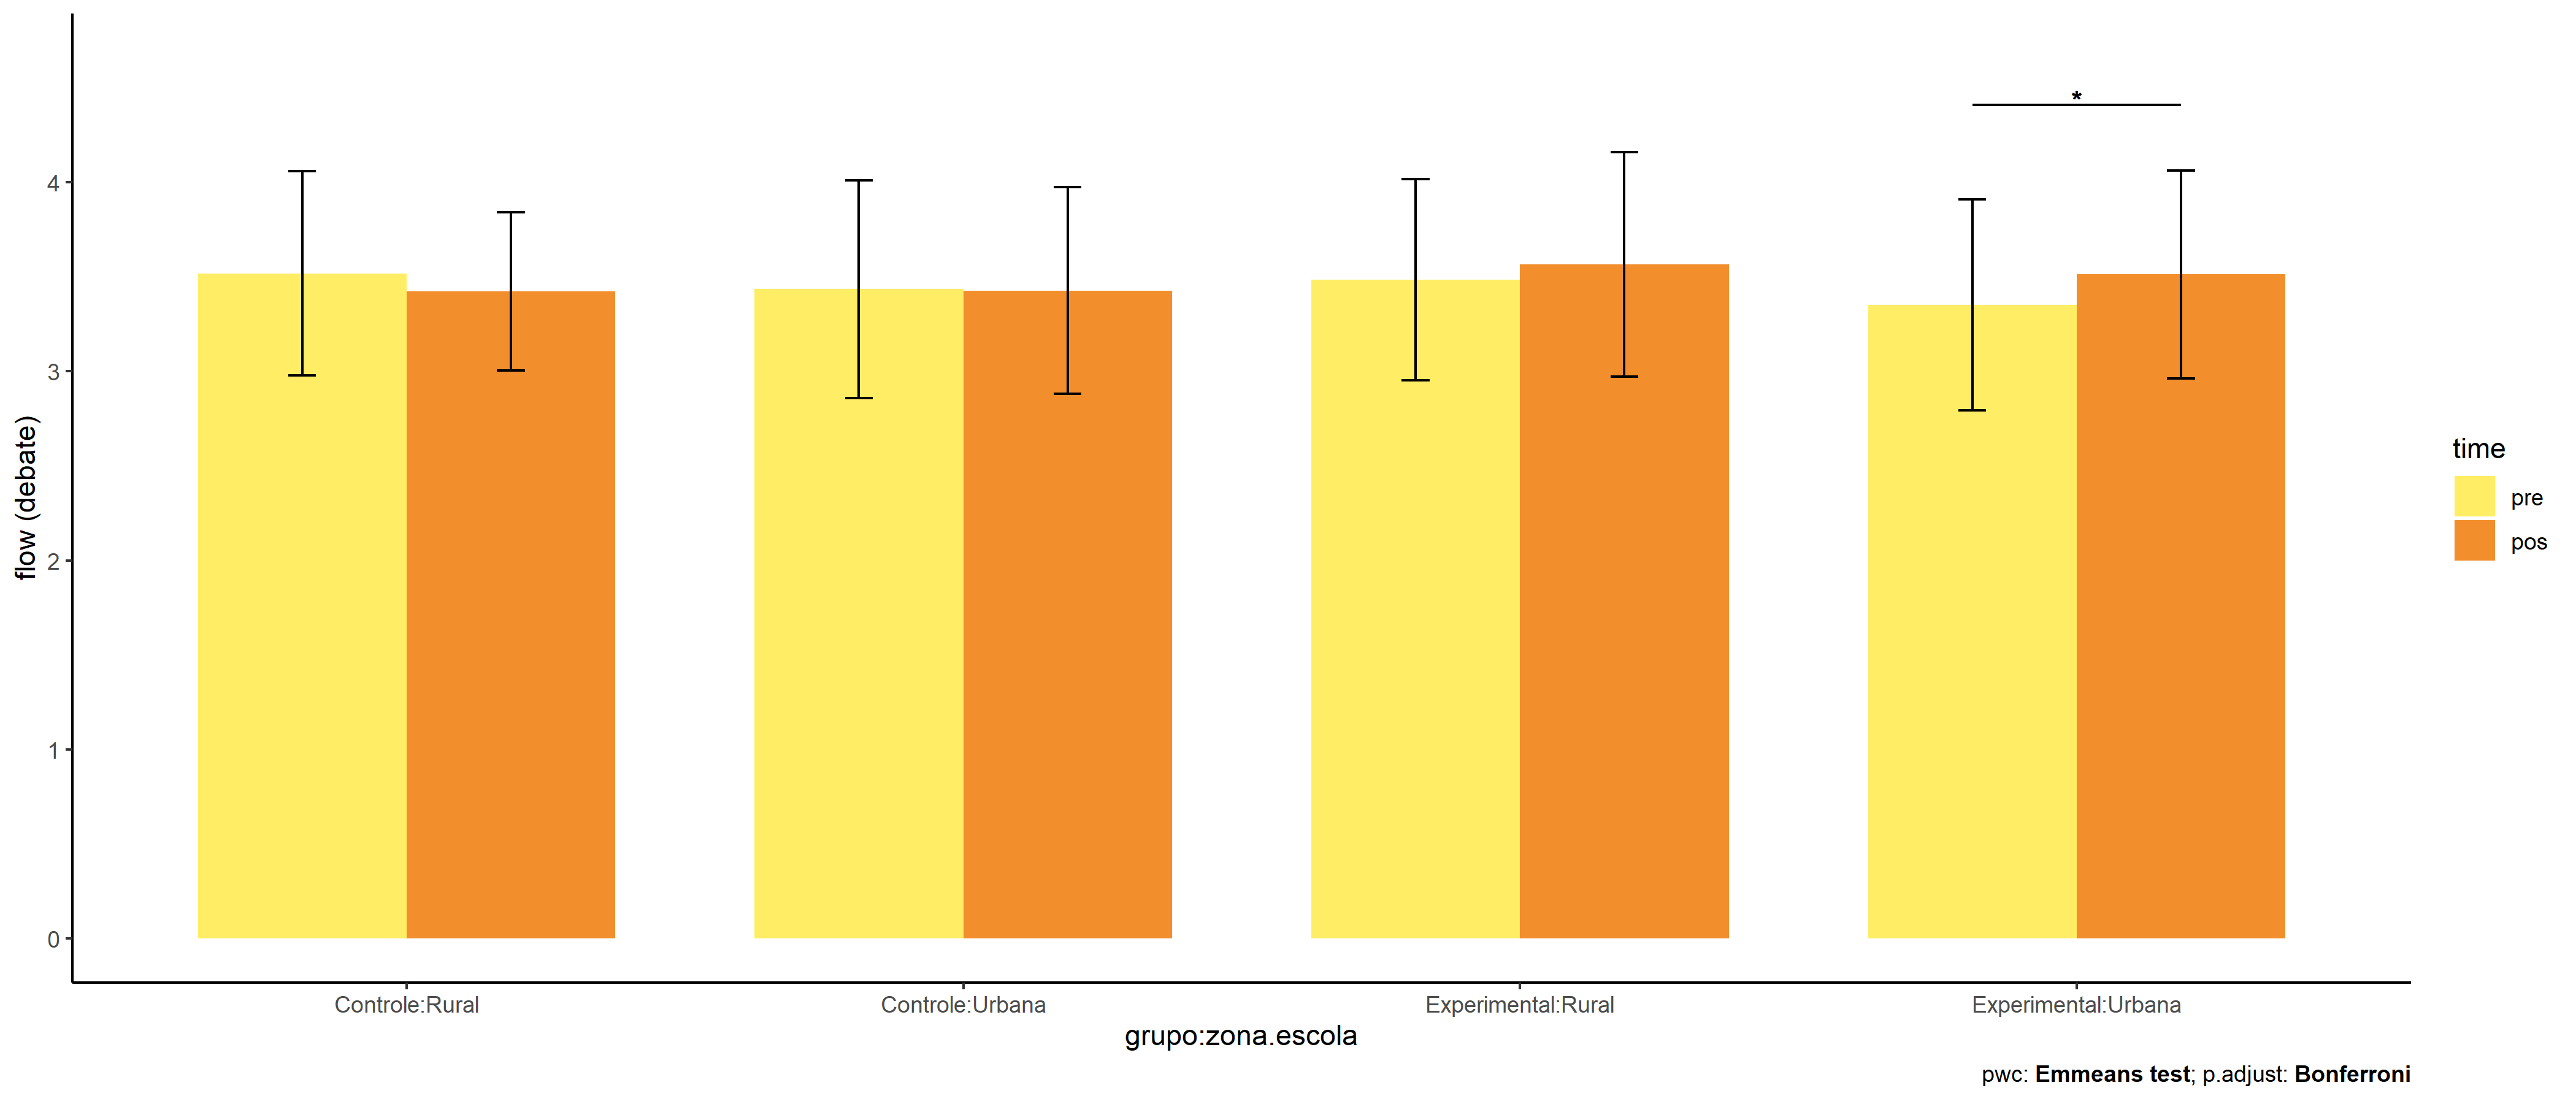 *
4
3
2
1
0
flow (debate)
Controle:Rural
Controle:Urbana
Experimental:Rural
Experimental:Urbana
grupo:zona.escola
time
pre
pos
pwc: Emmeans test; p.adjust: Bonferroni